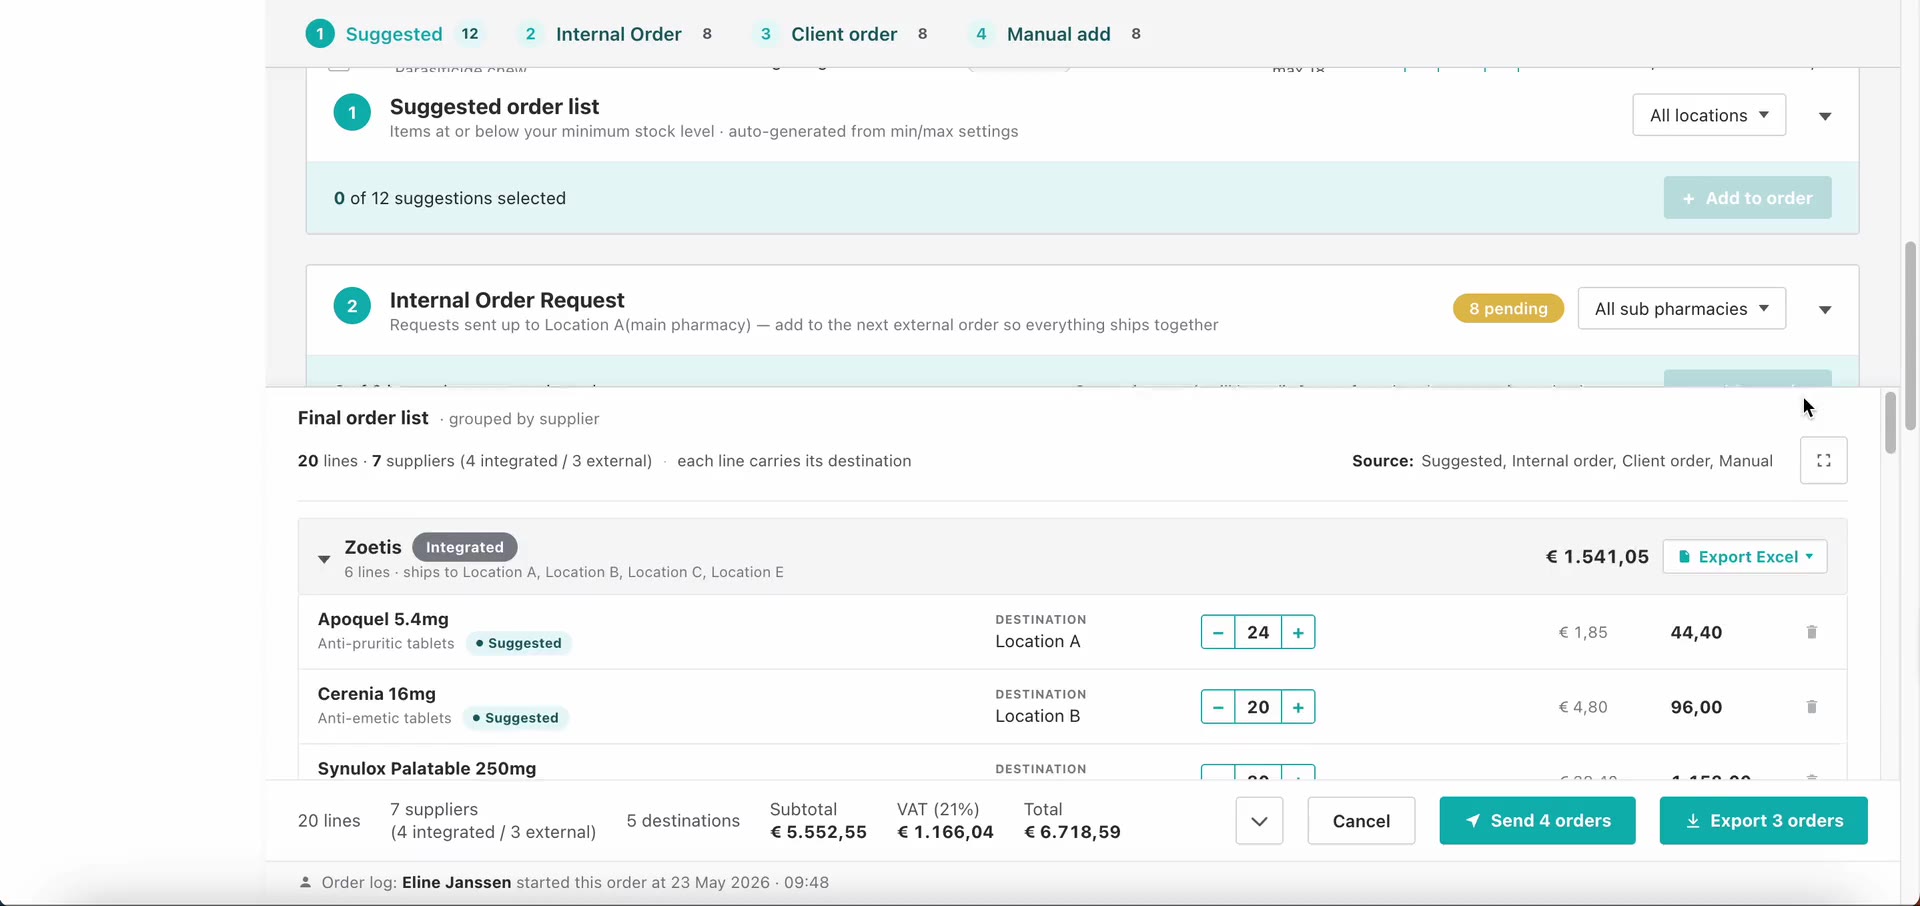 1 Suggested 12 2 Internal Order 8 3 Client order 8 4 Manual add 8
Parasiticide chew
max 18
1 Suggested order list
Items at or below your minimum stock level · auto-generated from min/max settings
All locations
0 of 12 suggestions selected
+ Add to order
2 Internal Order Request
Requests sent up to Location A(main pharmacy) — add to the next external order so everything ships together
8 pending
All sub pharmacies
Final order list · grouped by supplier
20 lines · 7 suppliers (4 integrated / 3 external) · each line carries its destination
Source: Suggested, Internal order, Client order, Manual
Zoetis Integrated
6 lines · ships to Location A, Location B, Location C, Location E
€ 1.541,05 Export Excel
Apoquel 5.4mg
Anti-pruritic tablets • Suggested
DESTINATION
Location A
− 24 +
€ 1,85 44,40
Cerenia 16mg
Anti-emetic tablets • Suggested
DESTINATION
Location B
− 20 +
€ 4,80 96,00
Synulox Palatable 250mg
DESTINATION
20 lines
7 suppliers
(4 integrated / 3 external)
5 destinations
Subtotal
€ 5.552,55
VAT (21%)
€ 1.166,04
Total
€ 6.718,59
Cancel
Send 4 orders
Export 3 orders
Order log: Eline Janssen started this order at 23 May 2026 · 09:48